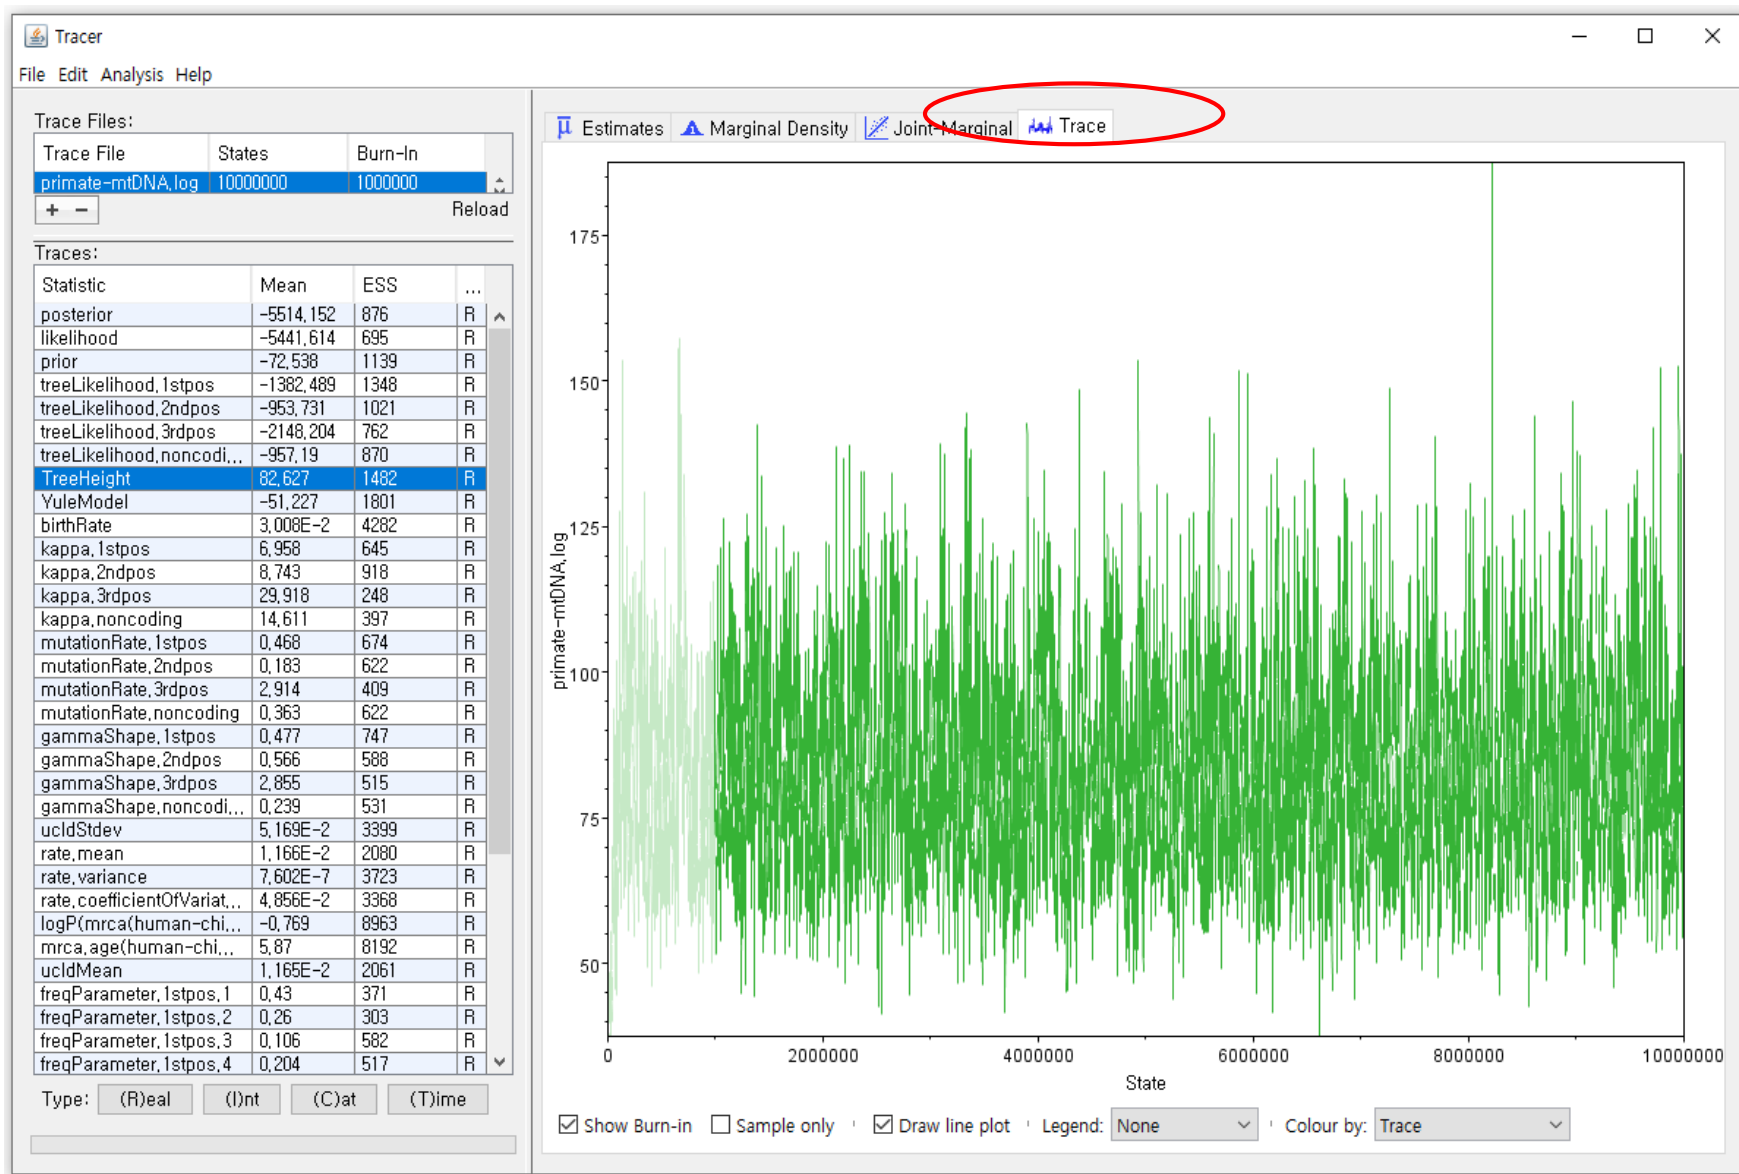 Tracer
File Edit Analysis Help
Trace Files:
Trace File States Burn-In
primate-mtDNA,log 10000000 1000000
+ − Reload
Traces:
Statistic Mean ESS ...
posterior -5514,152 876 R
likelihood -5441,614 695 R
prior -72,538 1139 R
treeLikelihood,1stpos -1382,489 1348 R
treeLikelihood,2ndpos -953,731 1021 R
treeLikelihood,3rdpos -2148,204 762 R
treeLikelihood,noncodi,,, -957,19 870 R
TreeHeight 82,627 1482 R
YuleModel -51,227 1801 R
birthRate 3,008E-2 4282 R
kappa,1stpos 6,958 645 R
kappa,2ndpos 8,743 918 R
kappa,3rdpos 29,918 248 R
kappa,noncoding 14,611 397 R
mutationRate,1stpos 0,468 674 R
mutationRate,2ndpos 0,183 622 R
mutationRate,3rdpos 2,914 409 R
mutationRate,noncoding 0,363 622 R
gammaShape,1stpos 0,477 747 R
gammaShape,2ndpos 0,566 588 R
gammaShape,3rdpos 2,855 515 R
gammaShape,noncodi,,, 0,239 531 R
ucldStdev 5,169E-2 3399 R
rate,mean 1,166E-2 2080 R
rate,variance 7,602E-7 3723 R
rate,coefficientOfVariat,,, 4,856E-2 3368 R
logP(mrca(human-chi,,, -0,769 8963 R
mrca,age(human-chi,,, 5,87 8192 R
ucldMean 1,165E-2 2061 R
freqParameter,1stpos,1 0,43 371 R
freqParameter,1stpos,2 0,26 303 R
freqParameter,1stpos,3 0,106 582 R
freqParameter,1stpos,4 0,204 517 R
Type: (R)eal (I)nt (C)at (T)ime
Estimates Marginal Density Joint-Marginal Trace
175
150
125
100
75
50
primate-mtDNA,log
0 2000000 4000000 6000000 8000000 10000000
State
Show Burn-in Sample only Draw line plot Legend: None Colour by: Trace